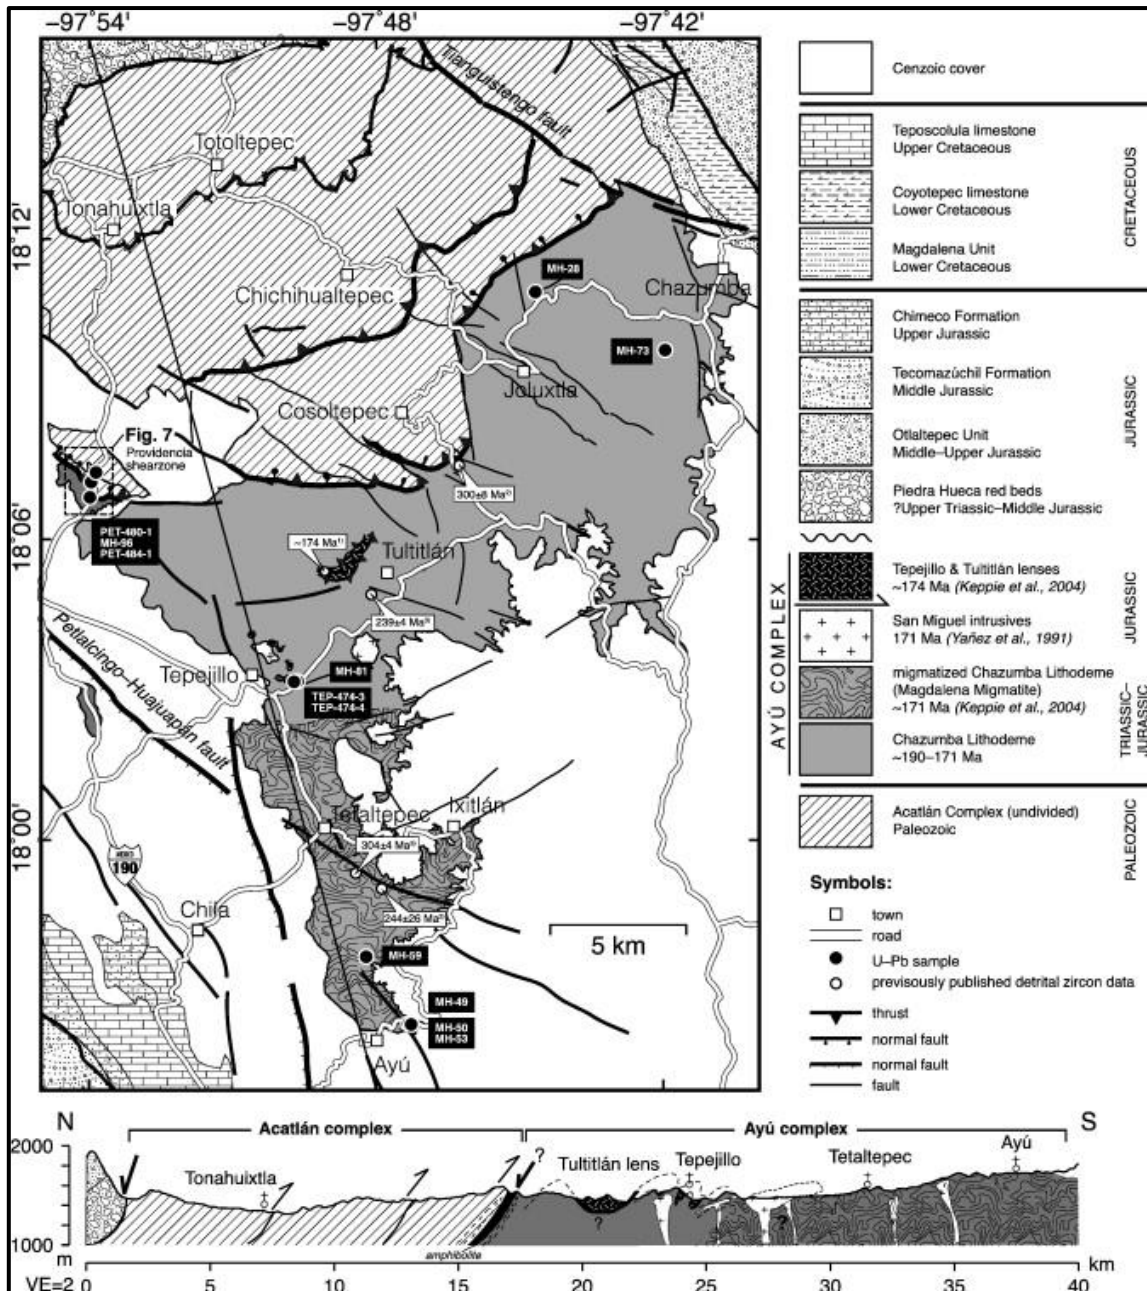 −97˚54'
−97˚48'
−97˚42'
18˚12'
18˚06'
18˚00'
Tianguistengo fault
Totoltepec
Tonahuixtla
Chichihualtepec
MH-28
Chazumba
MH-73
Joluxtla
Cosoltepec
Fig. 7
Providencia
shearzone
300±8 Ma
PET-480-1
MH-96
PET-484-1
~174 Ma
Tultitlán
239±4 Ma
Petlalcingo–Huajuapan fault
Tepejillo
MH-81
TEP-474-3
TEP-474-4
Tetaltepec
Ixitlán
304±4 Ma
190
Chila
244±26 Ma
5 km
MH-59
MH-49
MH-50
MH-53
Ayú
Cenzoic cover
Teposcolula limestone
Upper Cretaceous
Coyotepec limestone
Lower Cretaceous
Magdalena Unit
Lower Cretaceous
CRETACEOUS
Chimeco Formation
Upper Jurassic
Tecomazúchil Formation
Middle Jurassic
Otlaltepec Unit
Middle–Upper Jurassic
Piedra Hueca red beds
?Upper Triassic–Middle Jurassic
JURASSIC
AYÚ COMPLEX
Tepejillo & Tultitlán lenses
~174 Ma (Keppie et al., 2004)
San Miguel intrusives
171 Ma (Yañez et al., 1991)
JURASSIC
migmatized Chazumba Lithodeme
(Magdalena Migmatite)
~171 Ma (Keppie et al., 2004)
Chazumba Lithodeme
~190–171 Ma
TRIASSIC–
JURASSIC
Acatlán Complex (undivided)
Paleozoic
PALEOZOIC
Symbols:
town
road
U–Pb sample
prevısously published detrital zircon data
thrust
normal fault
normal fault
fault
N
S
Acatlán complex
Ayú complex
2000
1000
m
Tonahuixtla
?
Tultitlán lens
Tepejillo
Tetaltepec
Ayú
?
?
amphibolite
VE=2
0
5
10
15
20
25
30
35
40
km